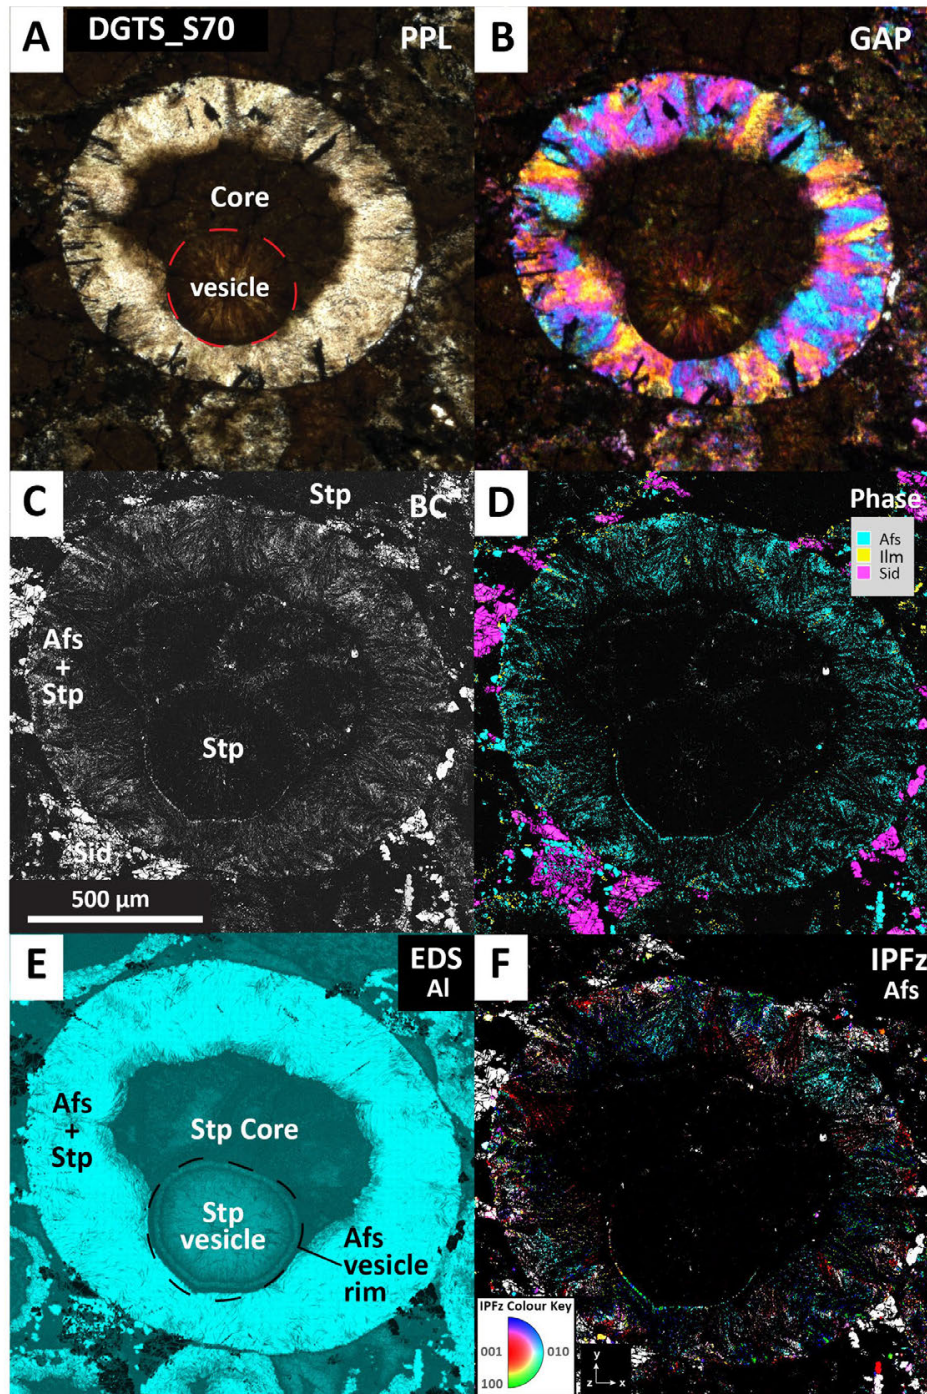 A
DGTS_S70
PPL
Core
vesicle
B
GAP
C
Stp
BC
Afs
+
Stp
Stp
Sid
500 µm
D
Phase
Afs
Ilm
Sid
E
EDS
Al
Afs
+
Stp
Stp Core
Stp
vesicle
Afs
vesicle
rim
F
IPFz
Afs
IPFz Colour Key
001
010
100
y
z
x